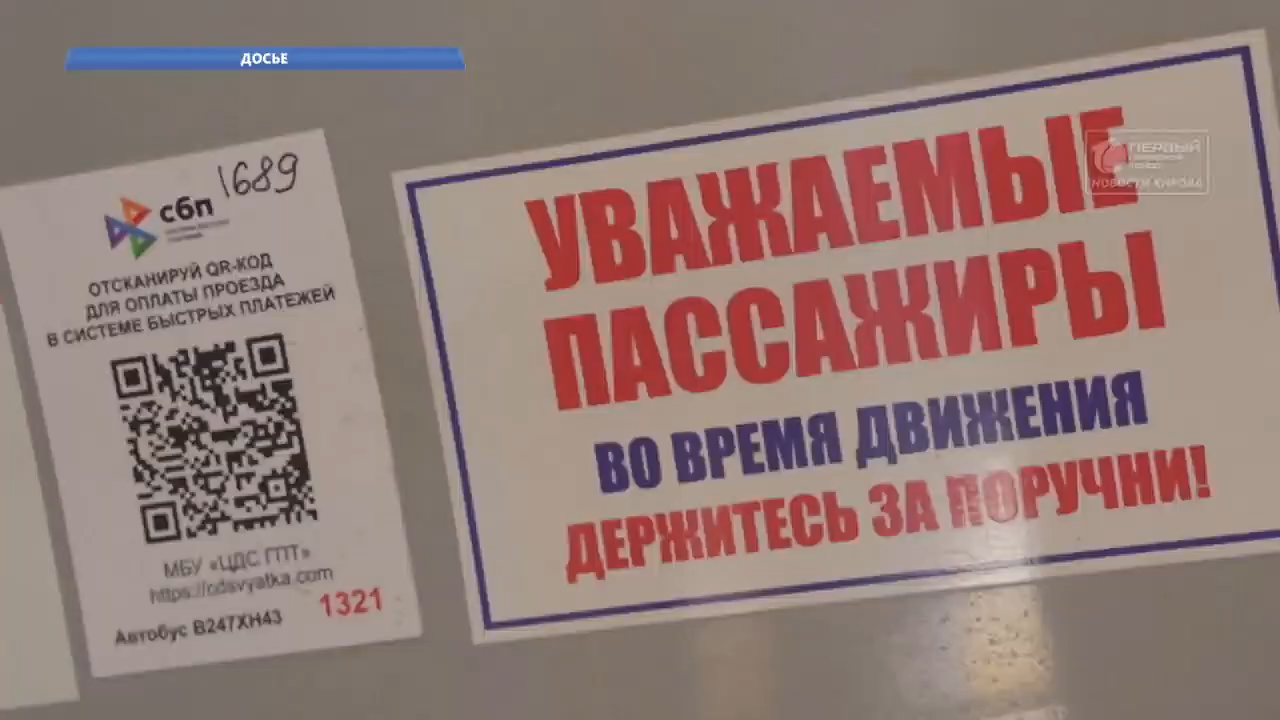 ДОСЬЕ
1689
сбп
ОТСКАНИРУЙ QR-КОД
ДЛЯ ОПЛАТЫ ПРОЕЗДА
В СИСТЕМЕ БЫСТРЫХ ПЛАТЕЖЕЙ
МБУ «ЦДС ГПТ»
https://cdsvyatka.com
Автобус В247ХН43
1321
УВАЖАЕМЫЕ
ПАССАЖИРЫ
ВО ВРЕМЯ ДВИЖЕНИЯ
ДЕРЖИТЕСЬ ЗА ПОРУЧНИ!
ПЕРВЫЙ
НОВОСТИ КИРОВА